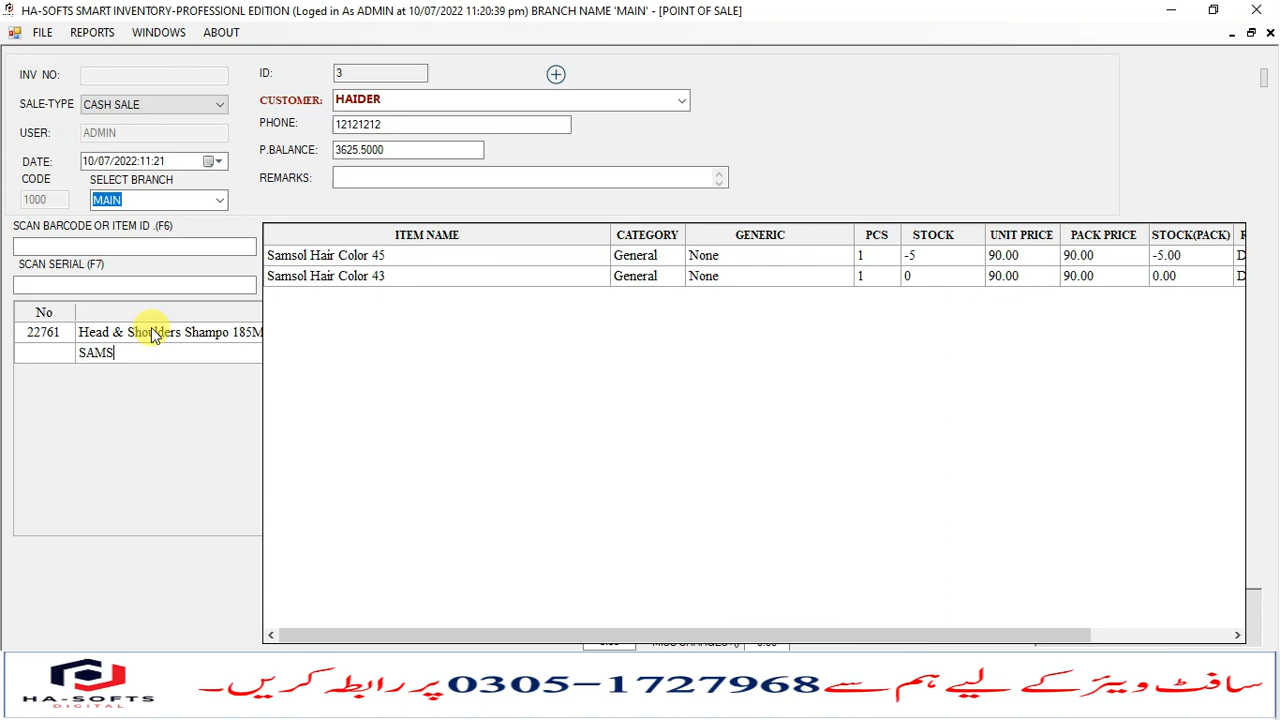 HA-SOFTS SMART INVENTORY-PROFESSIONL EDITION (Loged in As ADMIN at 10/07/2022 11:20:39 pm) BRANCH NAME 'MAIN' - [POINT OF SALE]
FILE REPORTS WINDOWS ABOUT
INV NO: ID: 3
SALE-TYPE CASH SALE CUSTOMER: HAIDER
USER: ADMIN PHONE: 12121212
DATE: 10/07/2022:11:21 P.BALANCE: 3625.5000
CODE SELECT BRANCH REMARKS:
1000 MAIN
SCAN BARCODE OR ITEM ID .(F6)
SCAN SERIAL (F7)
ITEM NAME CATEGORY GENERIC PCS STOCK UNIT PRICE PACK PRICE STOCK(PACK)
Samsol Hair Color 45 General None 1 -5 90.00 90.00 -5.00 D
Samsol Hair Color 43 General None 1 0 90.00 90.00 0.00 D
No
22761 Head & Shoulders Shampo 185M
SAMS
سافٹ ویئر کے لیے ہم سے 0305-1727968 پر رابطہ کریں۔
HA-SOFTS
DIGITAL